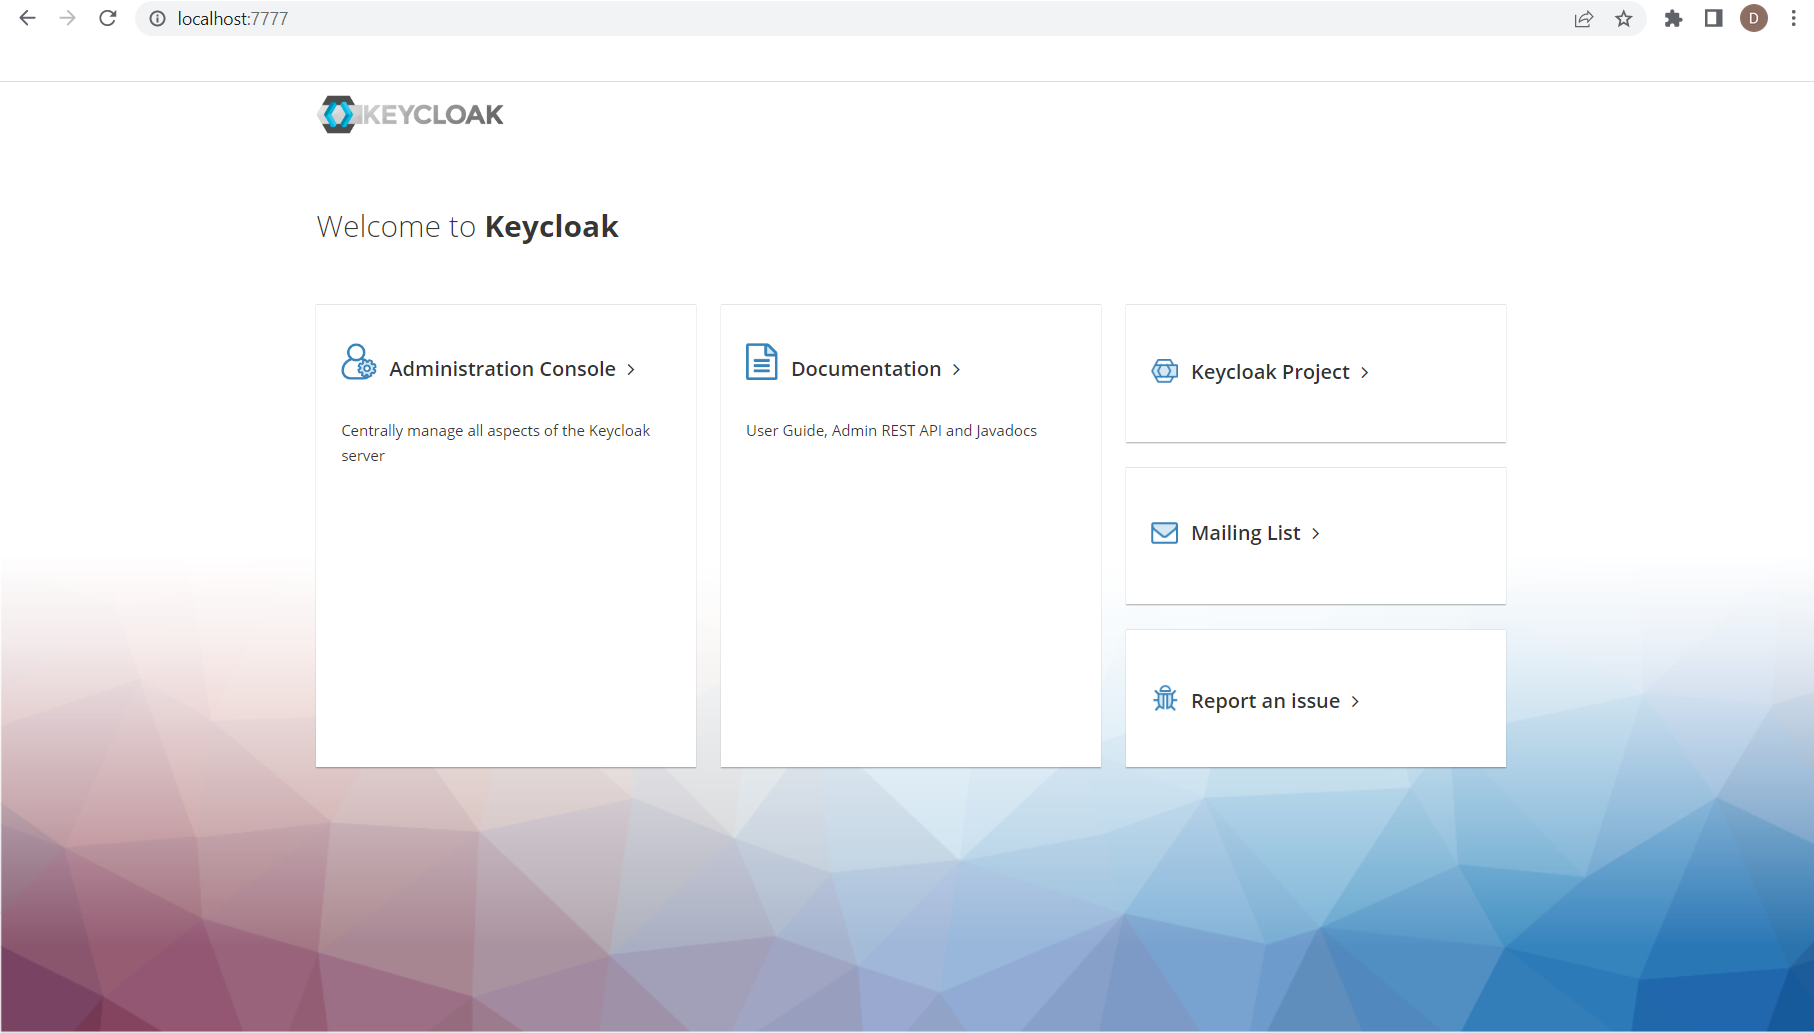 localhost:7777
D
KEYCLOAK
Welcome to Keycloak
Administration Console
Centrally manage all aspects of the Keycloak
server
Documentation
User Guide, Admin REST API and Javadocs
Keycloak Project
Mailing List
Report an issue